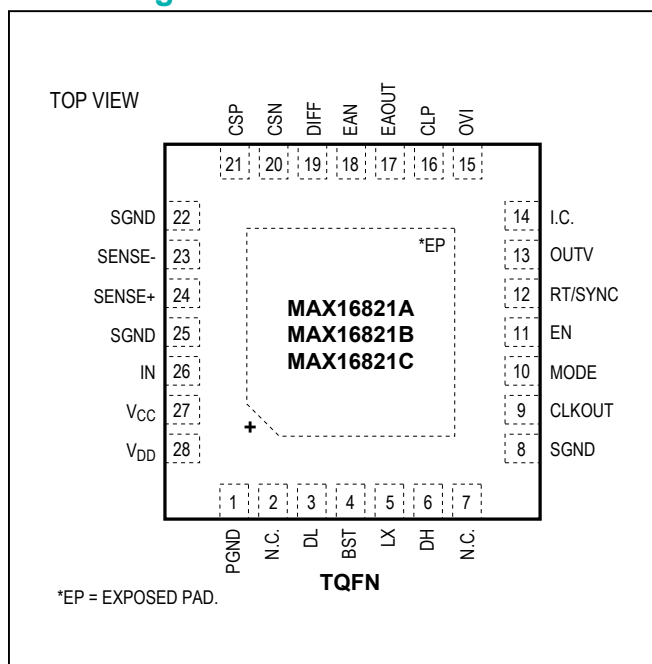 TOP VIEW
CSP
CSN
DIFF
EAN
EAOUT
CLP
OVI
21
20
19
18
17
16
15
SGND 22
SENSE- 23
SENSE+ 24
SGND 25
IN 26
VCC 27
VDD 28
14 I.C.
13 OUTV
12 RT/SYNC
11 EN
10 MODE
9 CLKOUT
8 SGND
*EP
MAX16821A
MAX16821B
MAX16821C
+
1
2
3
4
5
6
7
PGND
N.C.
DL
BST
LX
DH
N.C.
TQFN
*EP = EXPOSED PAD.